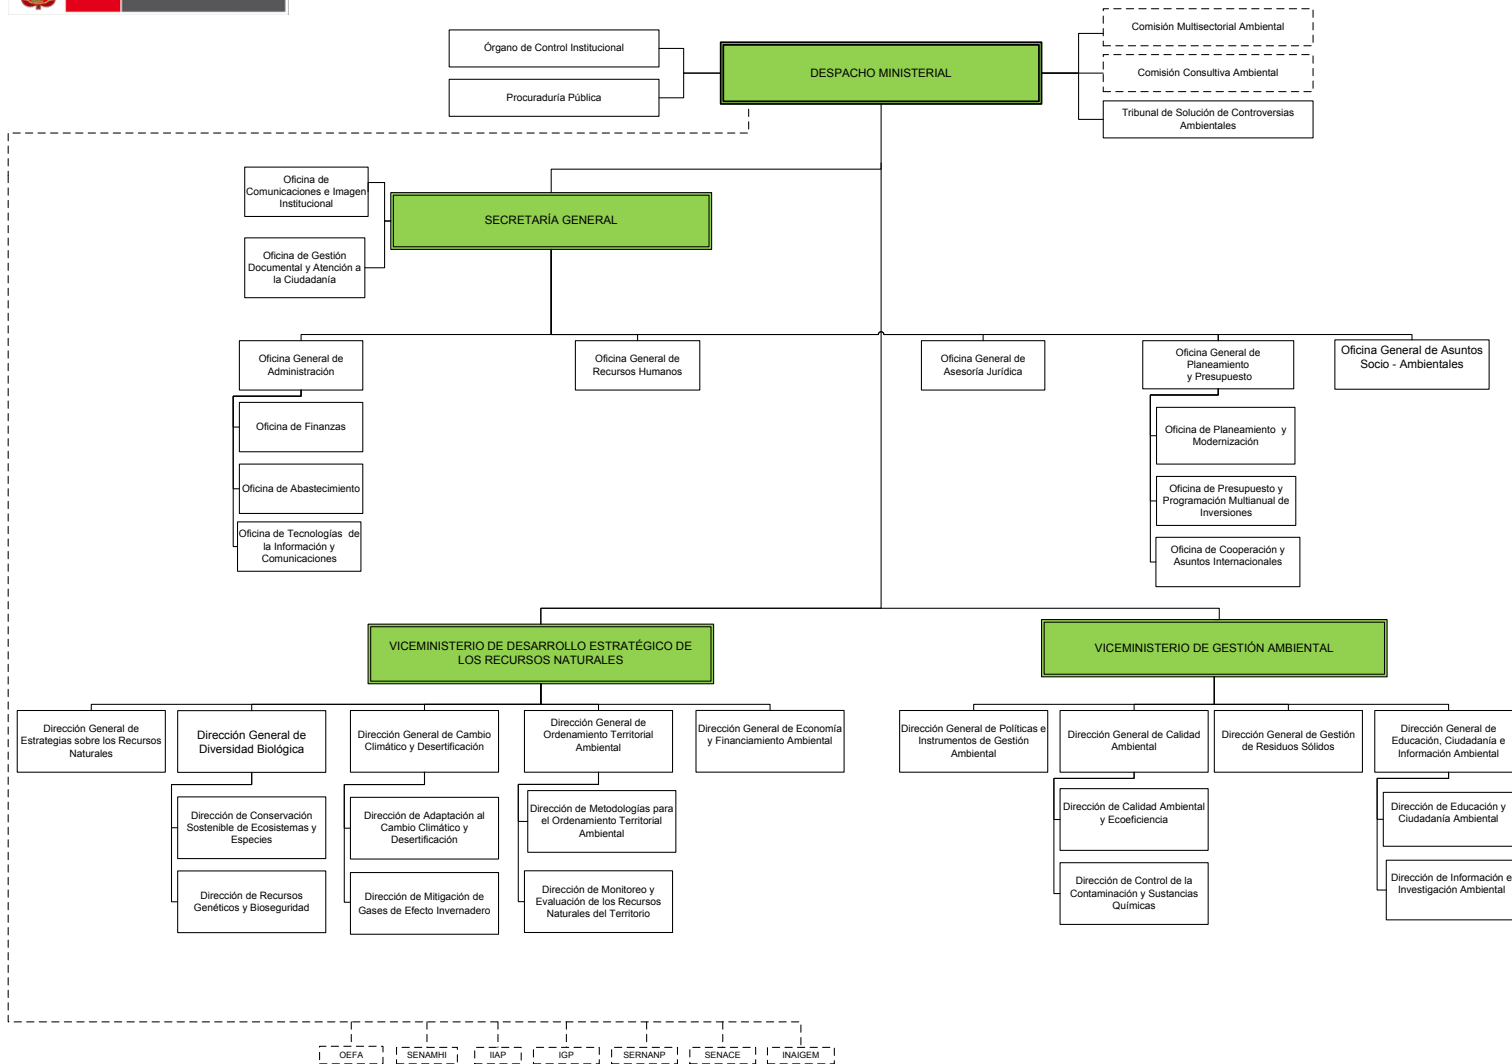 Órgano de Control Institucional
Procuraduría Pública
DESPACHO MINISTERIAL
Comisión Multisectorial Ambiental
Comisión Consultiva Ambiental
Tribunal de Solución de Controversias
Ambientales
Oficina de
Comunicaciones e Imagen
Institucional
Oficina de Gestión
Documental y Atención a
la Ciudadanía
SECRETARÍA GENERAL
Oficina General de
Administración
Oficina de Finanzas
Oficina de Abastecimiento
Oficina de Tecnologías de
la Información y
Comunicaciones
Oficina General de
Recursos Humanos
Oficina General de
Asesoría Jurídica
Oficina General de
Planeamiento
y Presupuesto
Oficina de Planeamiento y
Modernización
Oficina de Presupuesto y
Programación Multianual de
Inversiones
Oficina de Cooperación y
Asuntos Internacionales
Oficina General de Asuntos
Socio - Ambientales
VICEMINISTERIO DE DESARROLLO ESTRATÉGICO DE
LOS RECURSOS NATURALES
Dirección General de
Estrategias sobre los Recursos
Naturales
Dirección General de
Diversidad Biológica
Dirección de Conservación
Sostenible de Ecosistemas y
Especies
Dirección de Recursos
Genéticos y Bioseguridad
Dirección General de Cambio
Climático y Desertificación
Dirección de Adaptación al
Cambio Climático y
Desertificación
Dirección de Mitigación de
Gases de Efecto Invernadero
Dirección General de
Ordenamiento Territorial
Ambiental
Dirección de Metodologías para
el Ordenamiento Territorial
Ambiental
Dirección de Monitoreo y
Evaluación de los Recursos
Naturales del Territorio
Dirección General de Economía
y Financiamiento Ambiental
VICEMINISTERIO DE GESTIÓN AMBIENTAL
Dirección General de Políticas e
Instrumentos de Gestión
Ambiental
Dirección General de Calidad
Ambiental
Dirección de Calidad Ambiental
y Ecoeficiencia
Dirección de Control de la
Contaminación y Sustancias
Químicas
Dirección General de Gestión
de Residuos Sólidos
Dirección General de
Educación, Ciudadanía e
Información Ambiental
Dirección de Educación y
Ciudadanía Ambiental
Dirección de Información e
Investigación Ambiental
OEFA
SENAMHI
IIAP
IGP
SERNANP
SENACE
INAIGEM